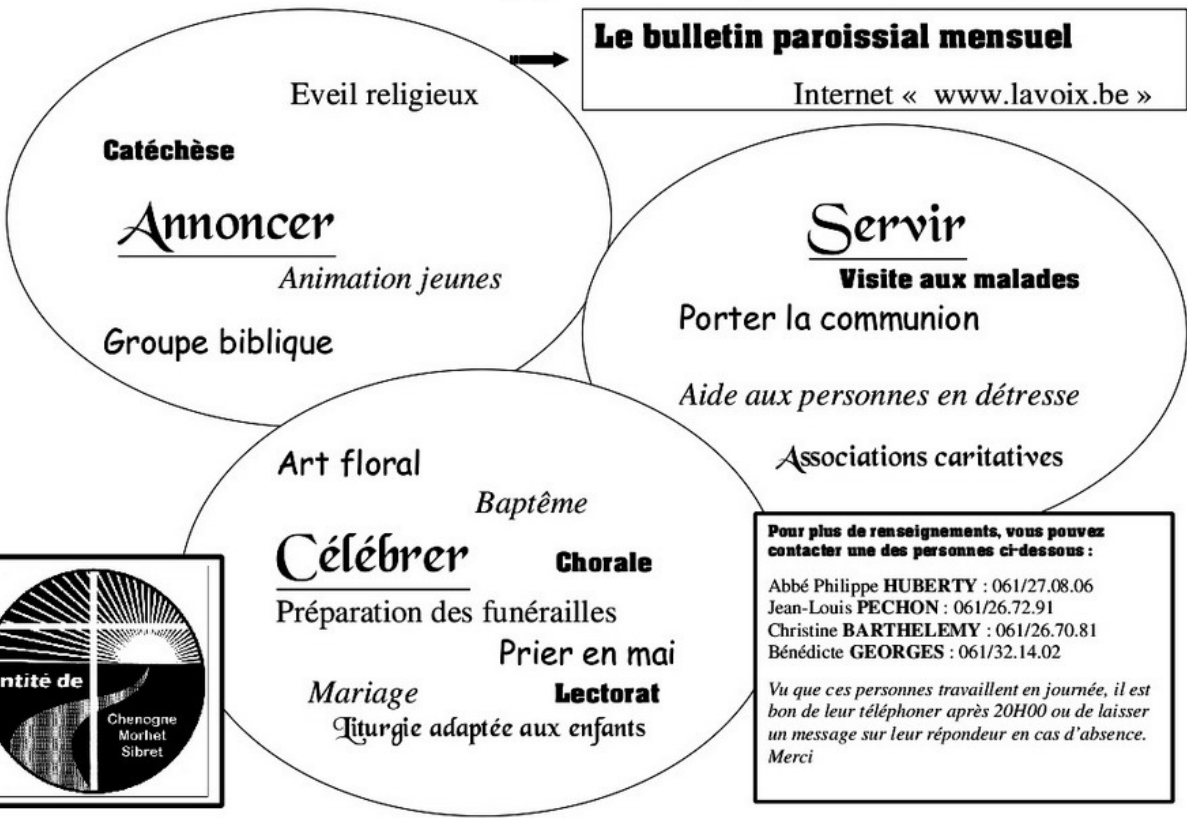 Le bulletin paroissial mensuel
Internet « www.lavoix.be »
Eveil religieux
Catéchèse
Annoncer
Animation jeunes
Groupe biblique
Servir
Visite aux malades
Porter la communion
Aide aux personnes en détresse
Associations caritatives
Art floral
Baptême
Célébrer
Chorale
Préparation des funérailles
Prier en mai
Mariage
Lectorat
Liturgie adaptée aux enfants
ntité de
Chenogne
Morhet
Sibret
Pour plus de renseignements, vous pouvez
contacter une des personnes ci-dessous :
Abbé Philippe HUBERTY : 061/27.08.06
Jean-Louis PECHON : 061/26.72.91
Christine BARTHELEMY : 061/26.70.81
Bénédicte GEORGES : 061/32.14.02
Vu que ces personnes travaillent en journée, il est
bon de leur téléphoner après 20H00 ou de laisser
un message sur leur répondeur en cas d'absence.
Merci